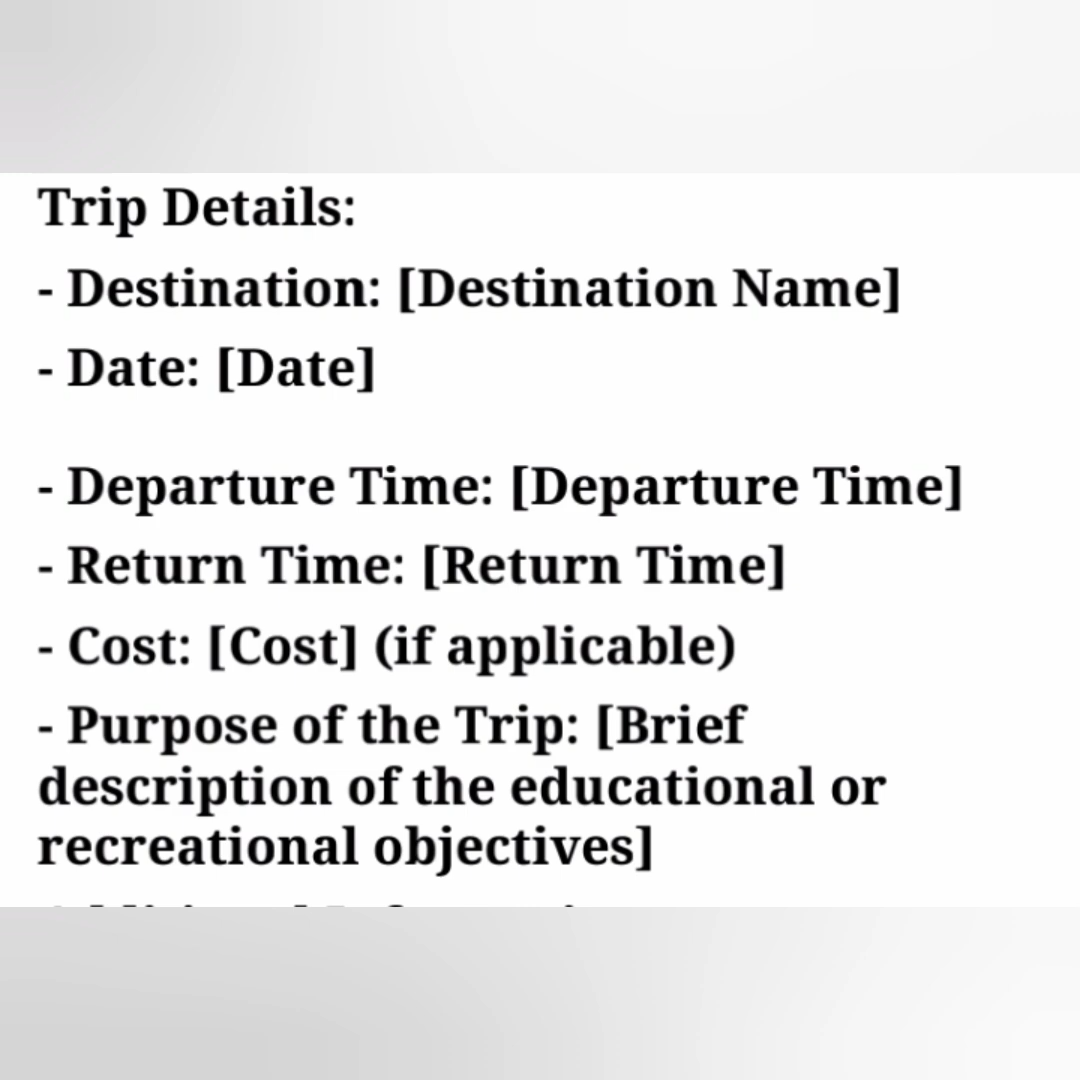 Trip Details:
- Destination: [Destination Name]
- Date: [Date]
- Departure Time: [Departure Time]
- Return Time: [Return Time]
- Cost: [Cost] (if applicable)
- Purpose of the Trip: [Brief
description of the educational or
recreational objectives]